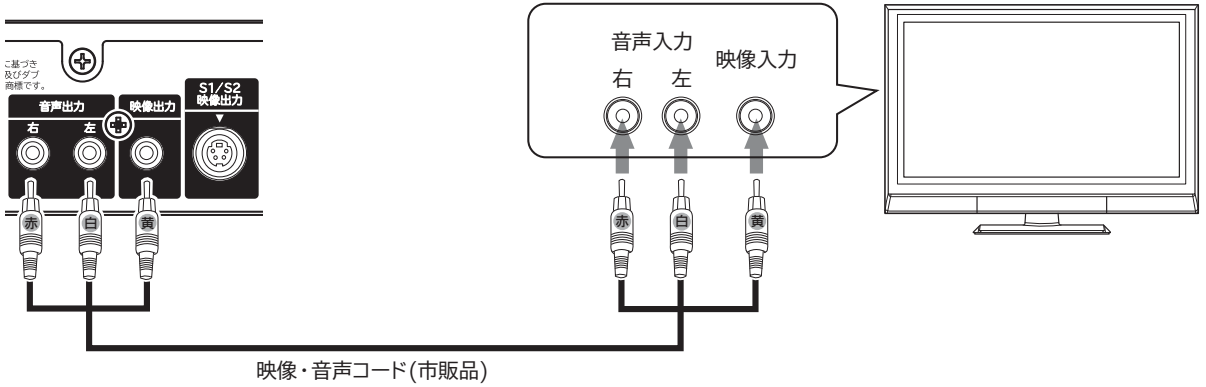 に基づき
及びダブ
商標です。
音声出力
右
左
映像出力
S1/S2
映像出力
赤
白
黄
音声入力
右
左
映像入力
赤
白
黄
映像・音声コード(市販品)